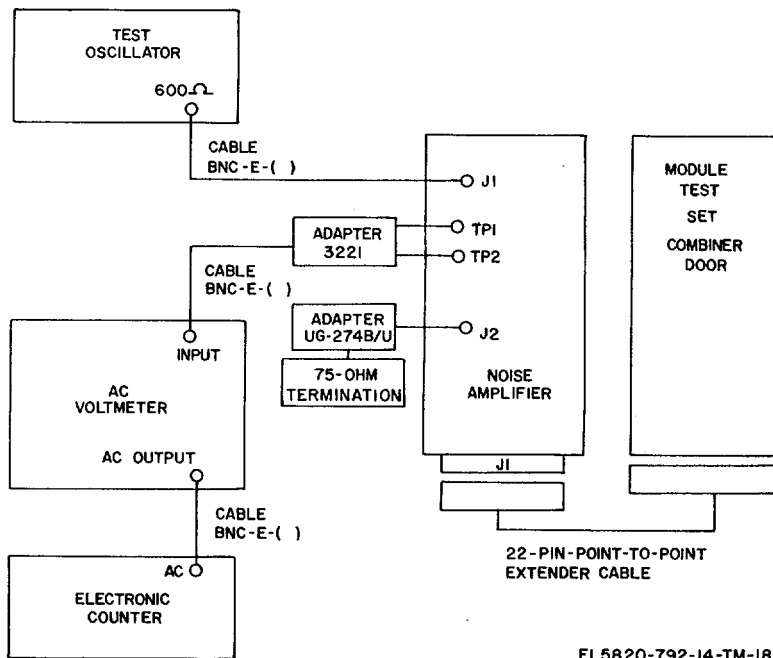 TEST
OSCILLATOR
600Ω
CABLE
BNC-E-( )
J1
MODULE
TEST
SET
COMBINER
DOOR
ADAPTER
3221
TP1
TP2
CABLE
BNC-E-( )
ADAPTER
UG-274B/U
J2
75-OHM
TERMINATION
NOISE
AMPLIFIER
INPUT
AC
VOLTMETER
AC OUTPUT
J1
CABLE
BNC-E-( )
22-PIN-POINT-TO-POINT
EXTENDER CABLE
AC
ELECTRONIC
COUNTER
EL5820-792-14-TM-18